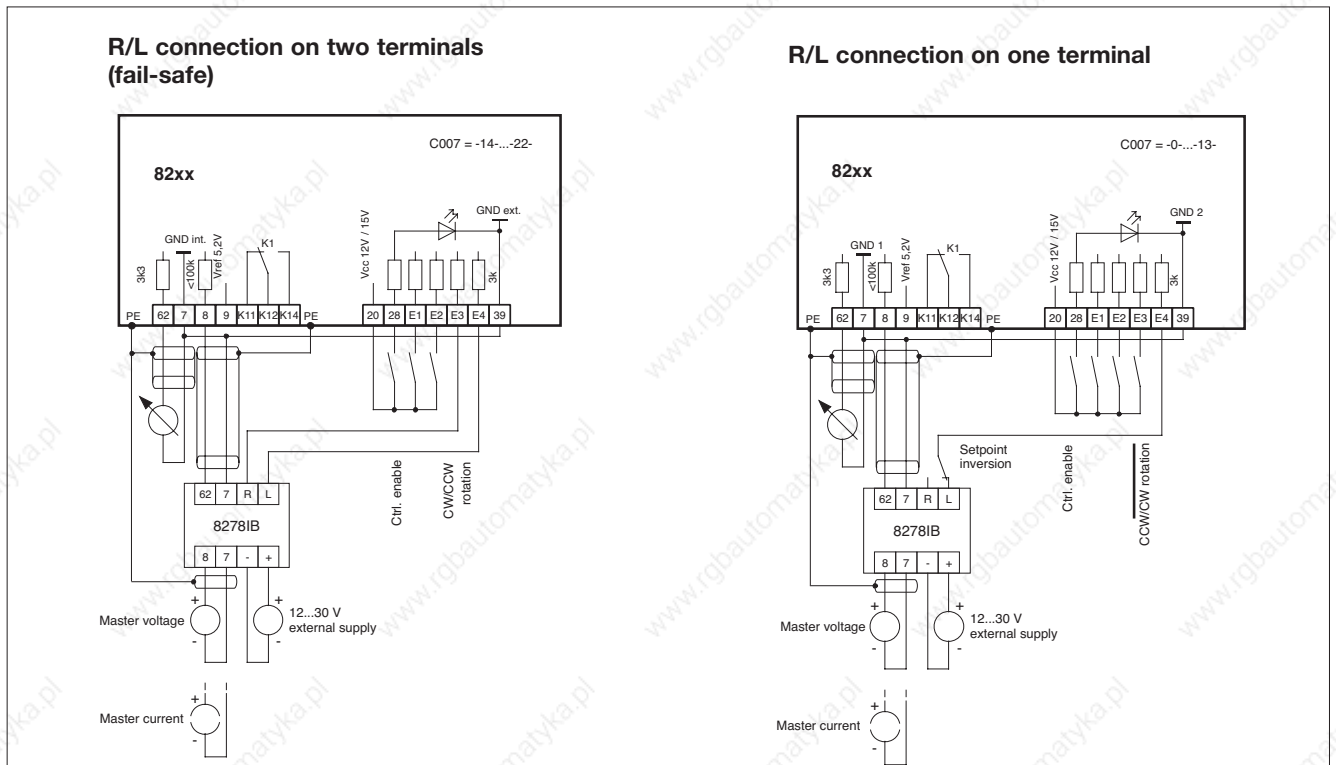 R/L connection on two terminals
(fail-safe)
C007 = -14-...-22-
82xx
GND int.
3k3
<100k
Vref 5,2V
K1
Vcc 12V / 15V
GND ext.
3k
PE 62 7 8 9 K11 K12 K14 PE
20 28 E1 E2 E3 E4 39
Ctrl. enable
CW/CCW
rotation
62 7 R L
8278IB
8 7 - +
+
Master voltage
-
+
12...30 V
external supply
-
+
Master current
-
R/L connection on one terminal
C007 = -0-...-13-
82xx
GND 1
3k3
<100k
Vref 5,2V
K1
Vcc 12V / 15V
GND 2
3k
PE 62 7 8 9 K11 K12 K14 PE
20 28 E1 E2 E3 E4 39
Setpoint
inversion
Ctrl. enable
CCW/CW rotation
62 7 R L
8278IB
8 7 - +
+
Master voltage
-
+
12...30 V
external supply
-
+
Master current
-
www.rgbautomatyka.pl